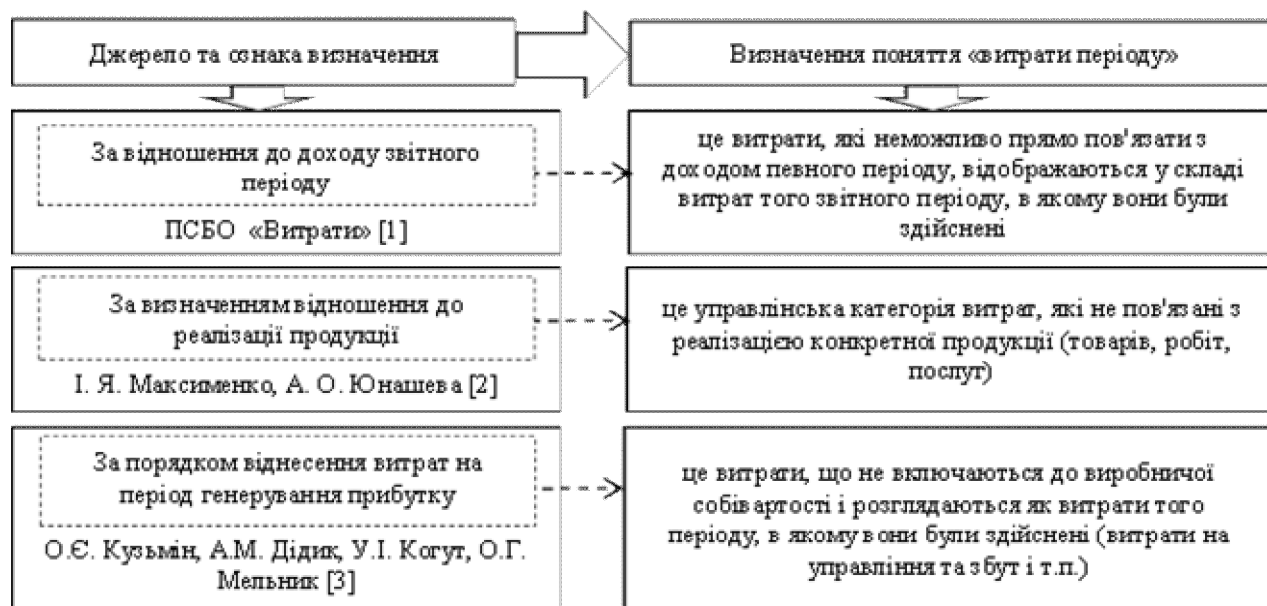 Джерело та ознака визначення
Визначення поняття «витрати періоду»
За відношення до доходу звітного
періоду
ПСБО «Витрати» [1]
це витрати, які неможливо прямо пов'язати з
доходом певного періоду, відображаються у складі
витрат того звітного періоду, в якому вони були
здійснені
За визначенням відношення до
реалізації продукції
І. Я. Максименко, А. О. Юнашева [2]
це управлінська категорія витрат, які не пов'язані з
реалізацією конкретної продукції (товарів, робіт,
послуг)
За порядком віднесення витрат на
період генерування прибутку
О.Є. Кузьмін, А.М. Дідик, У.І. Когут, О.Г.
Мельник [3]
це витрати, що не включаються до виробничої
собівартості і розглядаються як витрати того
періоду, в якому вони були здійснені (витрати на
управління та збут і т.п.)